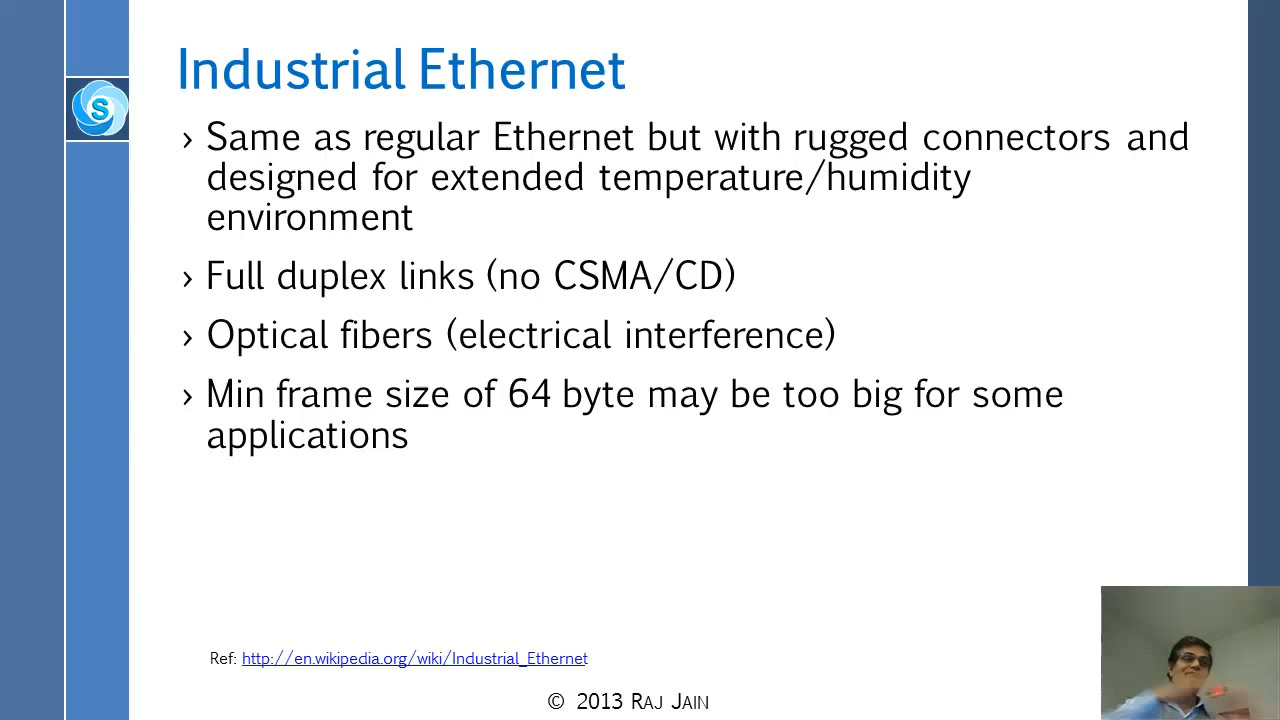 Industrial Ethernet
S
› Same as regular Ethernet but with rugged connectors and
designed for extended temperature/humidity
environment
› Full duplex links (no CSMA/CD)
› Optical fibers (electrical interference)
› Min frame size of 64 byte may be too big for some
applications
Ref: http://en.wikipedia.org/wiki/Industrial_Ethernet
© 2013 RAJ JAIN